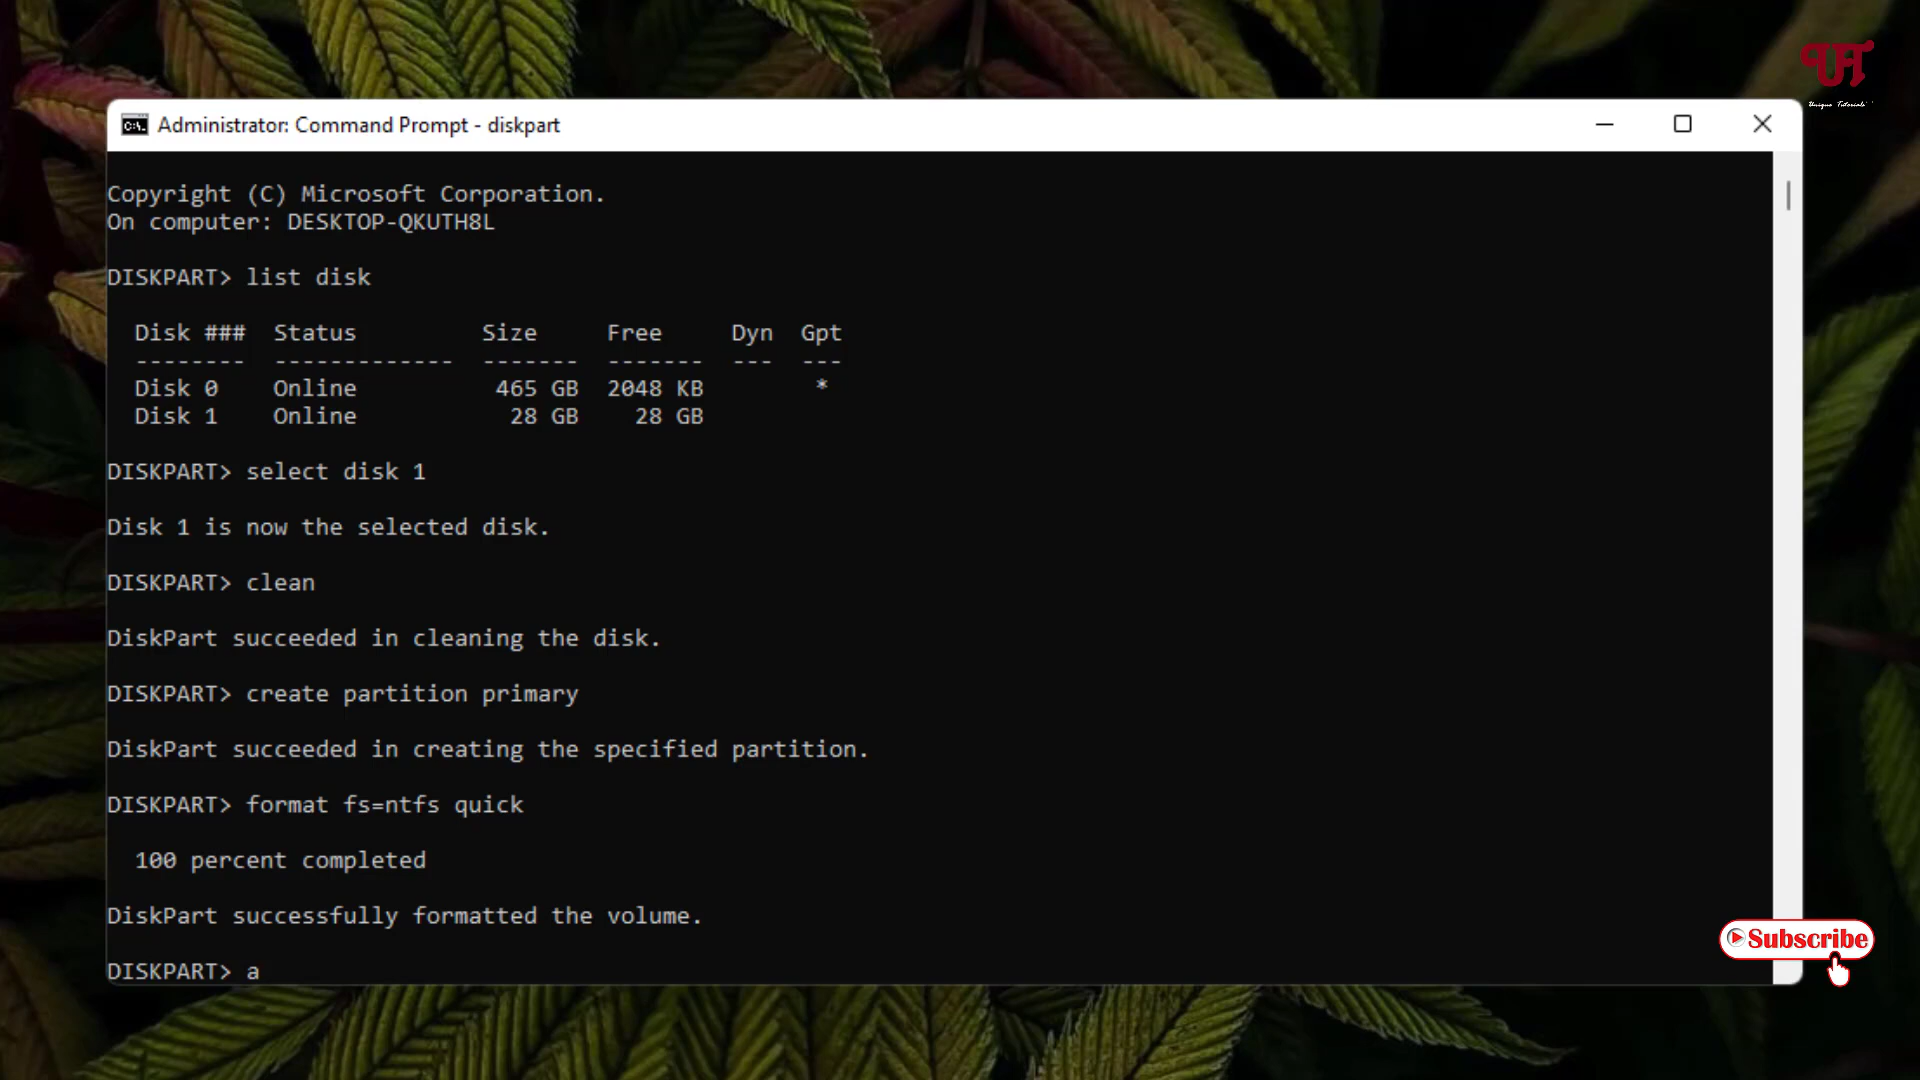 UT
Unique Tutorials
Administrator: Command Prompt - diskpart
Copyright (C) Microsoft Corporation.
On computer: DESKTOP-QKUTH8L
DISKPART> list disk
Disk ###  Status         Size     Free     Dyn  Gpt
--------  -------------  -------  -------  ---  ---
Disk 0    Online          465 GB  2048 KB        *
Disk 1    Online           28 GB    28 GB
DISKPART> select disk 1
Disk 1 is now the selected disk.
DISKPART> clean
DiskPart succeeded in cleaning the disk.
DISKPART> create partition primary
DiskPart succeeded in creating the specified partition.
DISKPART> format fs=ntfs quick
100 percent completed
DiskPart successfully formatted the volume.
Subscribe
DISKPART> a